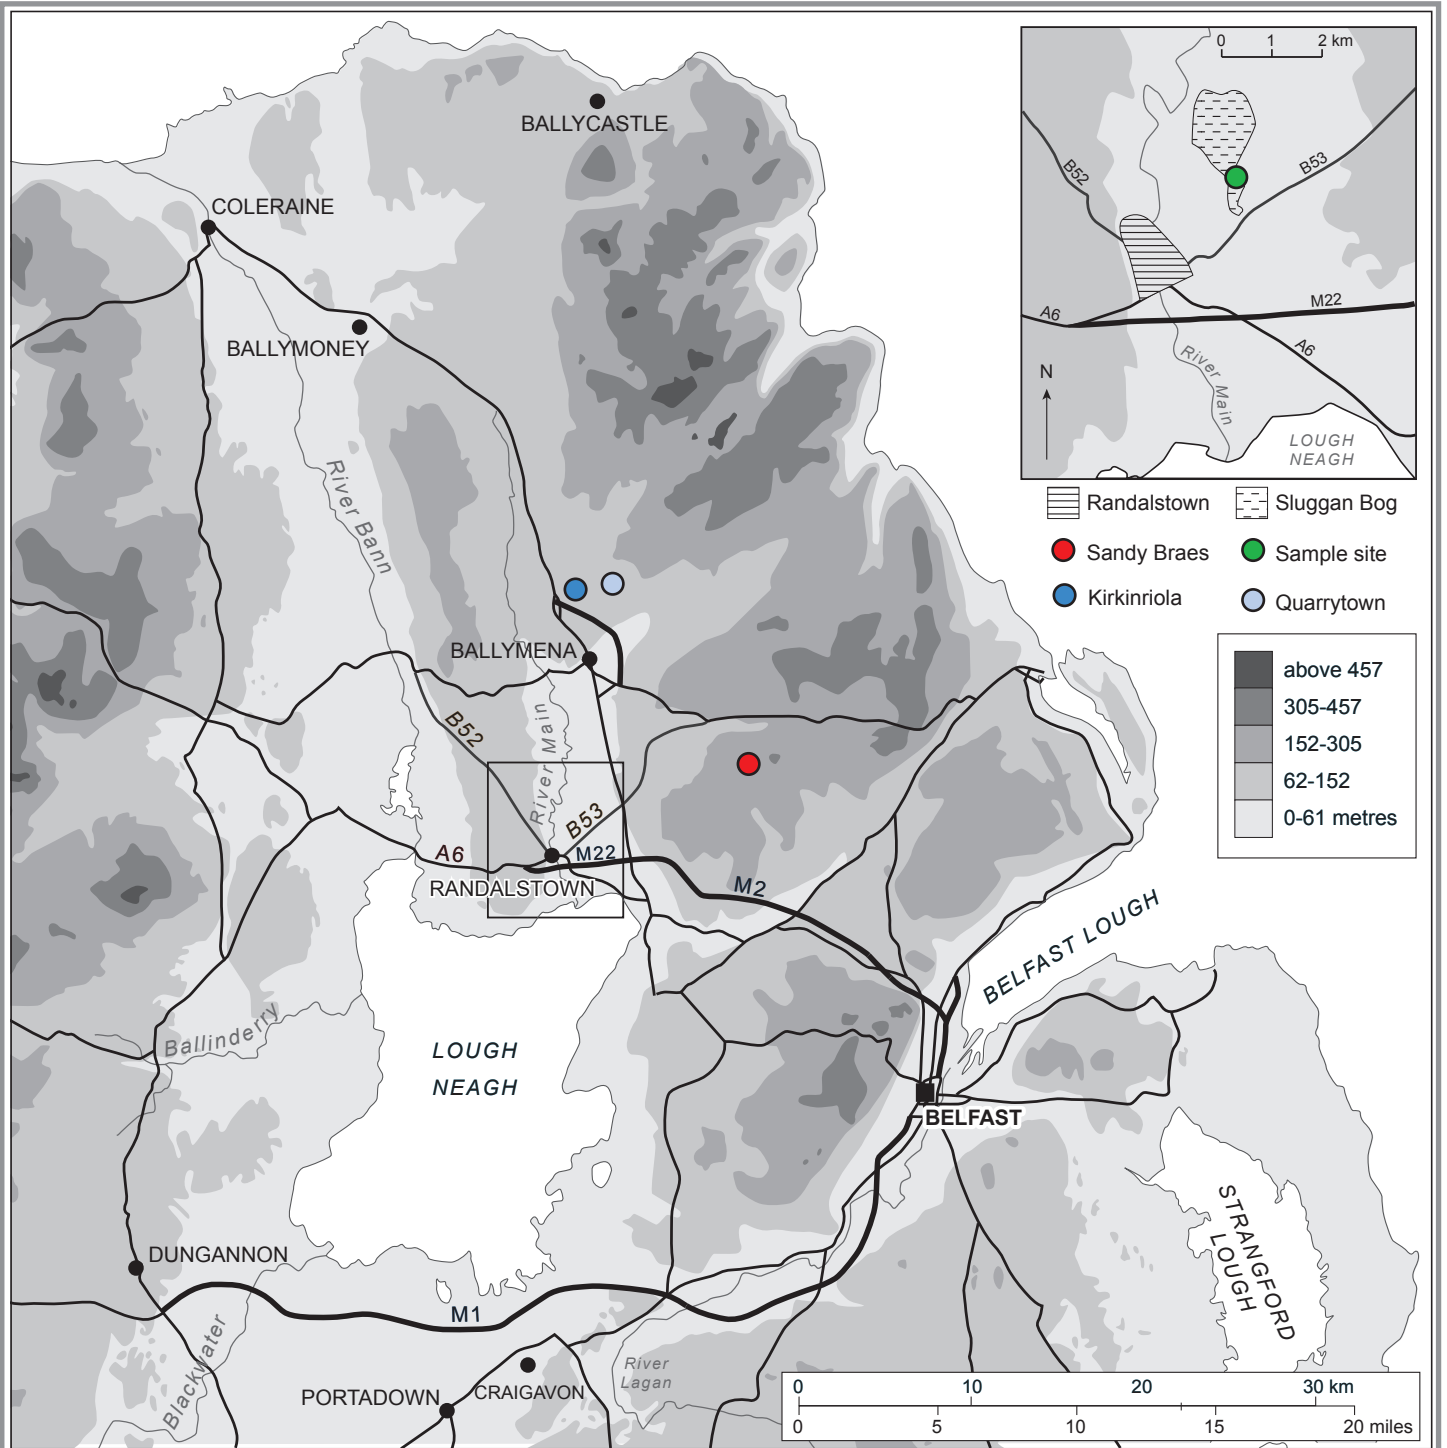 BALLYCASTLE
COLERAINE
BALLYMONEY
River Bann
BALLYMENA
B52
River Main
B53
A6
M22
RANDALSTOWN
M2
BELFAST LOUGH
Ballinderry
LOUGH
NEAGH
BELFAST
STRANGFORD
LOUGH
DUNGANNON
M1
Blackwater
River
Lagan
CRAIGAVON
PORTADOWN
0 10 20 30 km
0 5 10 15 20 miles
0 1 2 km
B52
B53
M22
A6
A6
River Main
N
LOUGH
NEAGH
Randalstown
Sluggan Bog
Sandy Braes
Sample site
Kirkinriola
Quarrytown
above 457
305-457
152-305
62-152
0-61 metres